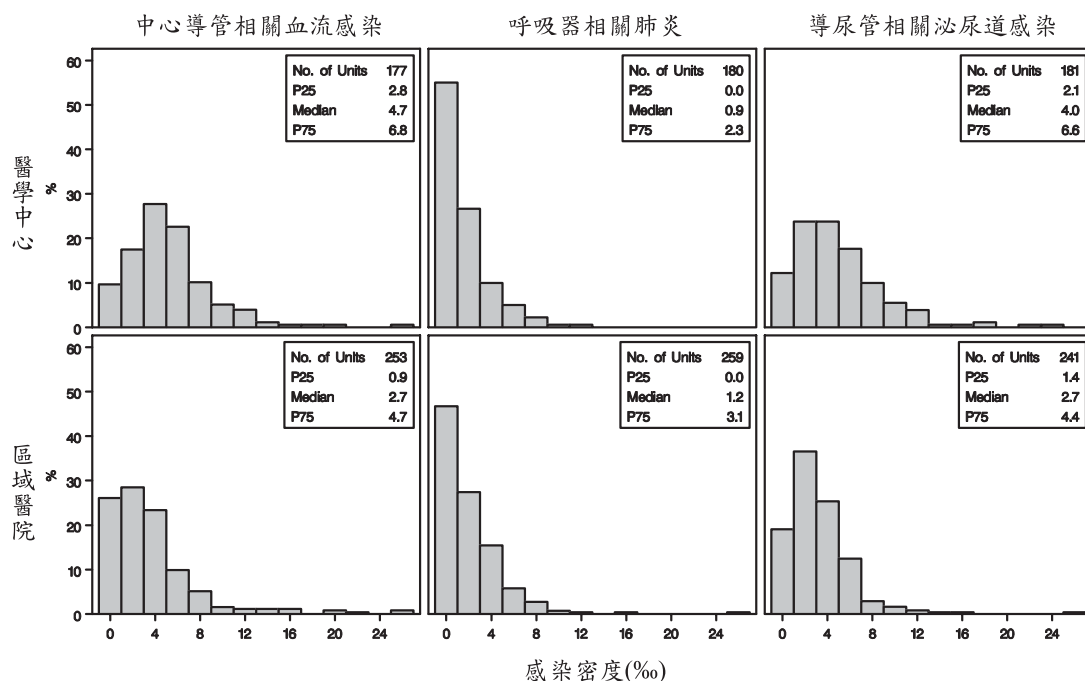 中心導管相關血流感染
呼吸器相關肺炎
導尿管相關泌尿道感染
醫學中心
%
60
50
40
30
20
10
0
No. of Units 177
P25 2.8
Median 4.7
P75 6.8
No. of Units 180
P25 0.0
Median 0.9
P75 2.3
No. of Units 181
P25 2.1
Median 4.0
P75 6.6
區域醫院
%
60
50
40
30
20
10
0
No. of Units 253
P25 0.9
Median 2.7
P75 4.7
No. of Units 259
P25 0.0
Median 1.2
P75 3.1
No. of Units 241
P25 1.4
Median 2.7
P75 4.4
0 4 8 12 16 20 24
0 4 8 12 16 20 24
0 4 8 12 16 20 24
感染密度(‰)